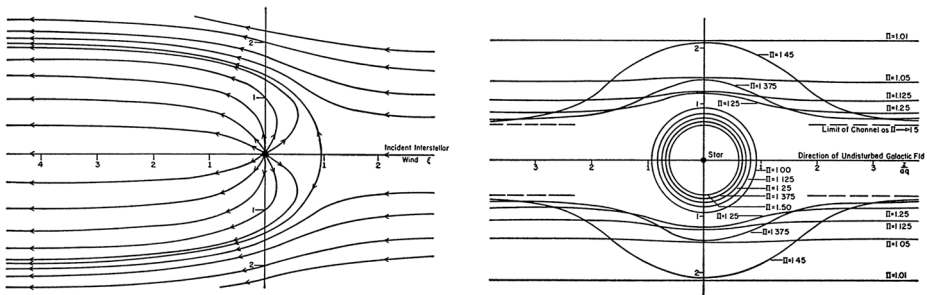 2
1
Incident Interstellar
4 3 2 1 1 2
Wind ξ
1
2
2
Π=1.01
Π=1.45
Π=1.05
Π=1.375
Π=1.125
1
Π=1.25
Π=1.25
Limit of Channel as Π→1.5
Star
Direction of Undisturbed Galactic Fld
3 2 1 1 2 3
z/aq
Π=1.00
Π=1.125
Π=1.25
Π=1.375
Π=1.50
1
Π=1.25
Π=1.25
Π=1.125
Π=1.375
Π=1.05
Π=1.45
2
Π=1.01